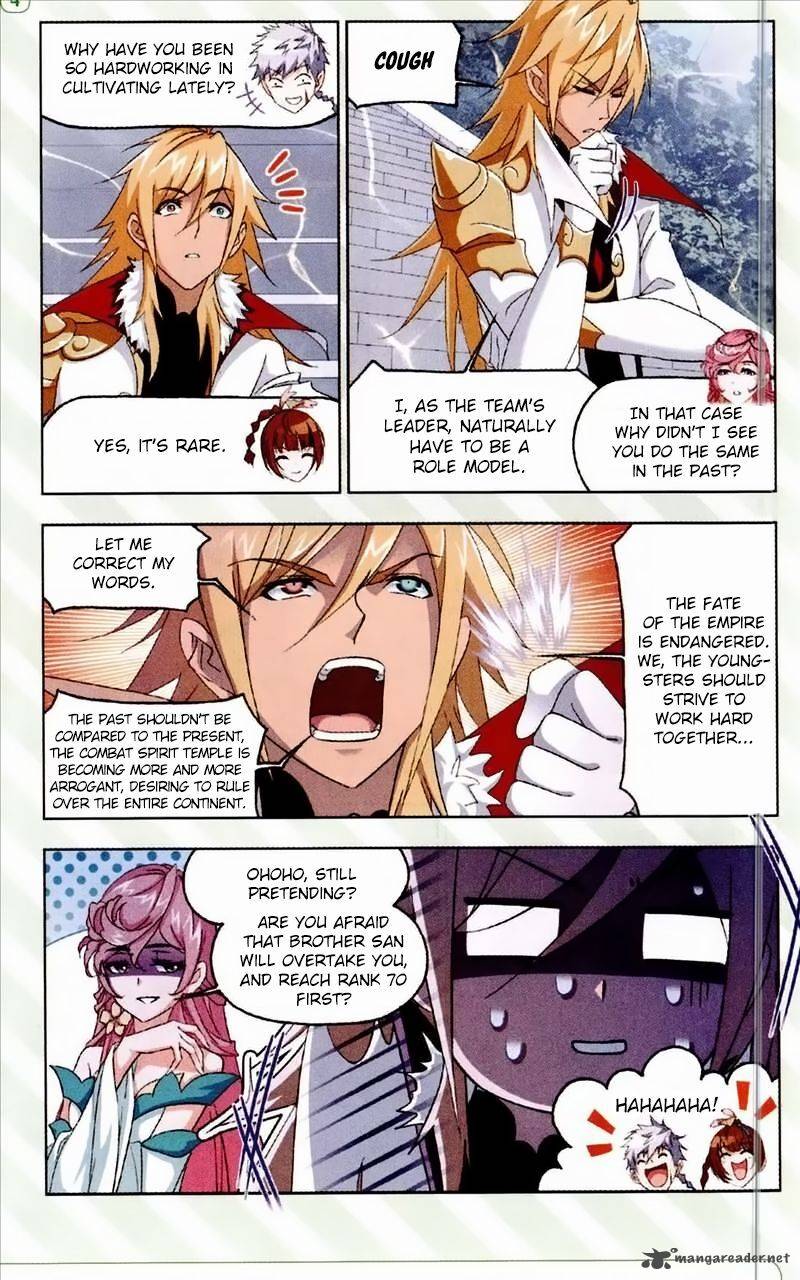 4
WHY HAVE YOU BEEN
SO HARDWORKING IN
CULTIVATING LATELY?
YES, IT'S RARE.
COUGH
I, AS THE TEAM'S
LEADER, NATURALLY
HAVE TO BE A
ROLE MODEL.
IN THAT CASE
WHY DIDN'T I SEE
YOU DO THE SAME
IN THE PAST?
LET ME
CORRECT MY
WORDS.
THE PAST SHOULDN'T BE
COMPARED TO THE PRESENT,
THE COMBAT SPIRIT TEMPLE IS
BECOMING MORE AND MORE
ARROGANT, DESIRING TO RULE
OVER THE ENTIRE CONTINENT.
THE FATE
OF THE EMPIRE
IS ENDANGERED.
WE, THE YOUNG-
STERS SHOULD
STRIVE TO
WORK HARD
TOGETHER...
OHOHO, STILL
PRETENDING?
ARE YOU AFRAID
THAT BROTHER SAN
WILL OVERTAKE YOU,
AND REACH RANK 70
FIRST?
HAHAHAHA!
mangareader.net